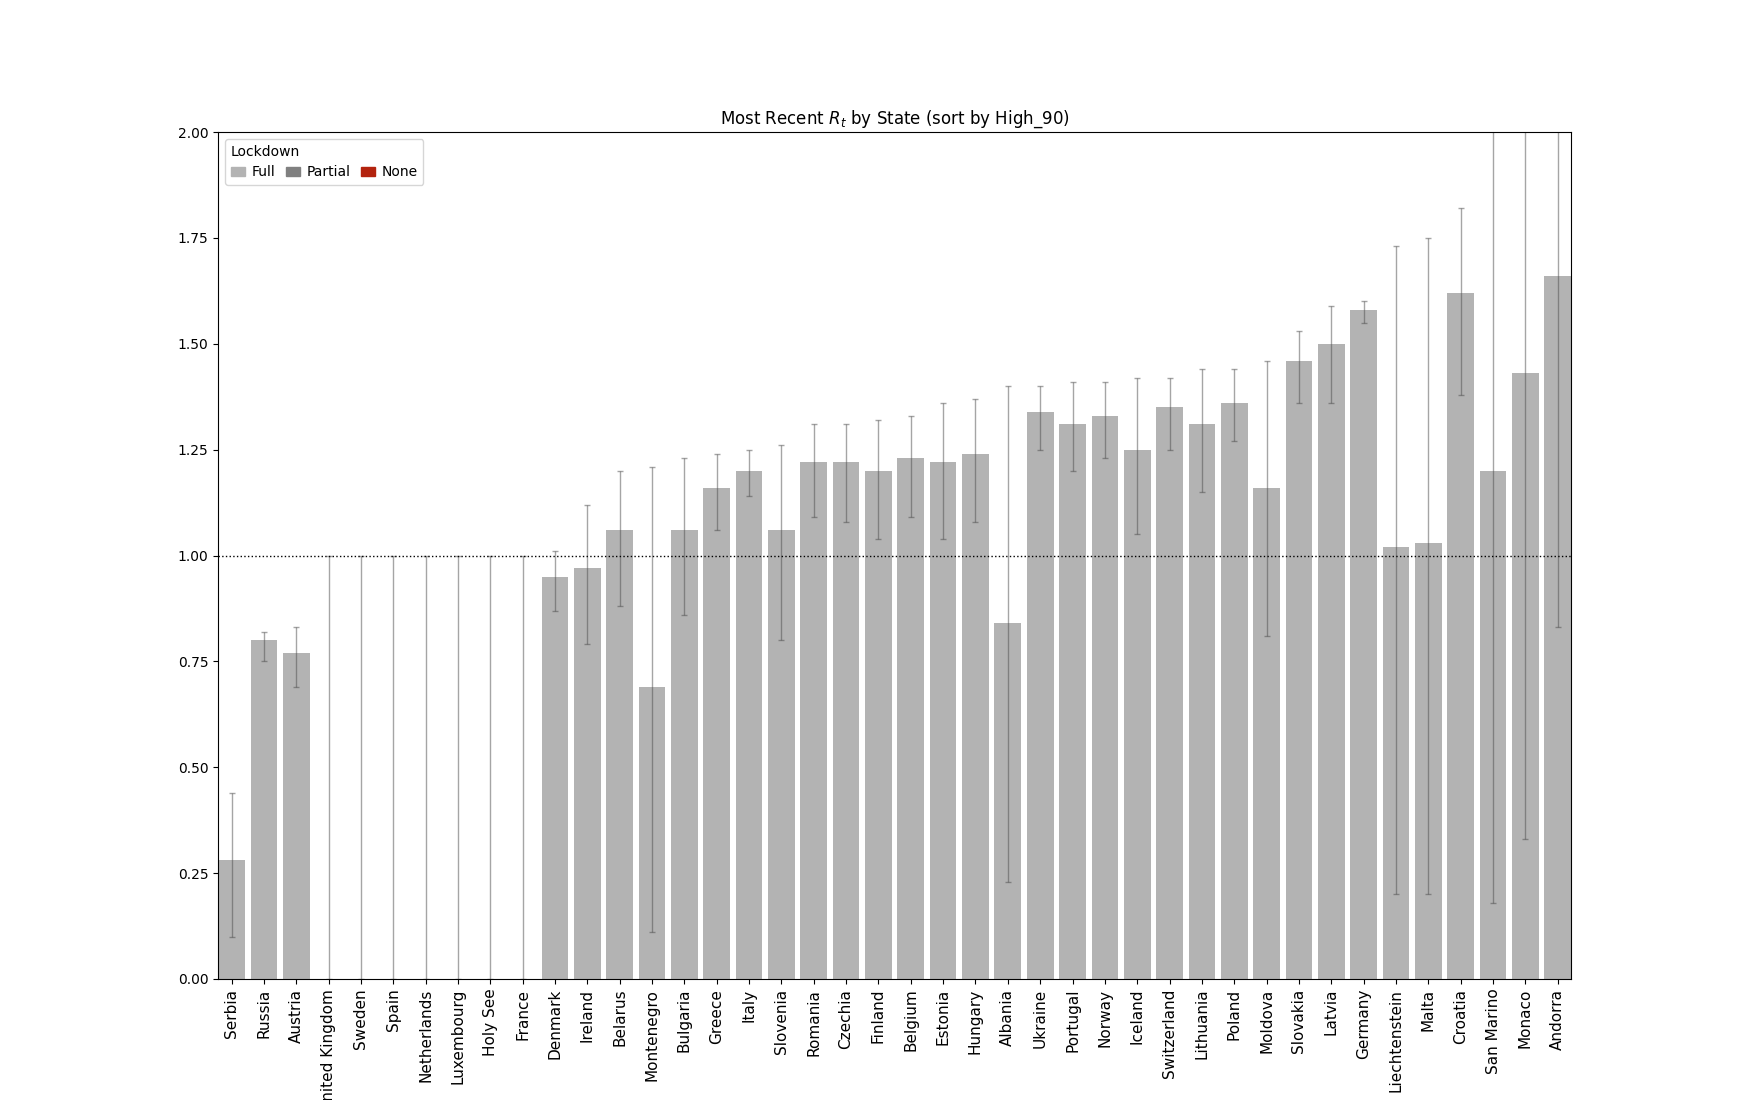 Most Recent R_t by State (sort by High_90)
Lockdown
Full Partial None
2.00
1.75
1.50
1.25
1.00
0.75
0.50
0.25
0.00
Serbia
Russia
Austria
nited Kingdom
Sweden
Spain
Netherlands
Luxembourg
Holy See
France
Denmark
Ireland
Belarus
Montenegro
Bulgaria
Greece
Italy
Slovenia
Romania
Czechia
Finland
Belgium
Estonia
Hungary
Albania
Ukraine
Portugal
Norway
Iceland
Switzerland
Lithuania
Poland
Moldova
Slovakia
Latvia
Germany
Liechtenstein
Malta
Croatia
San Marino
Monaco
Andorra